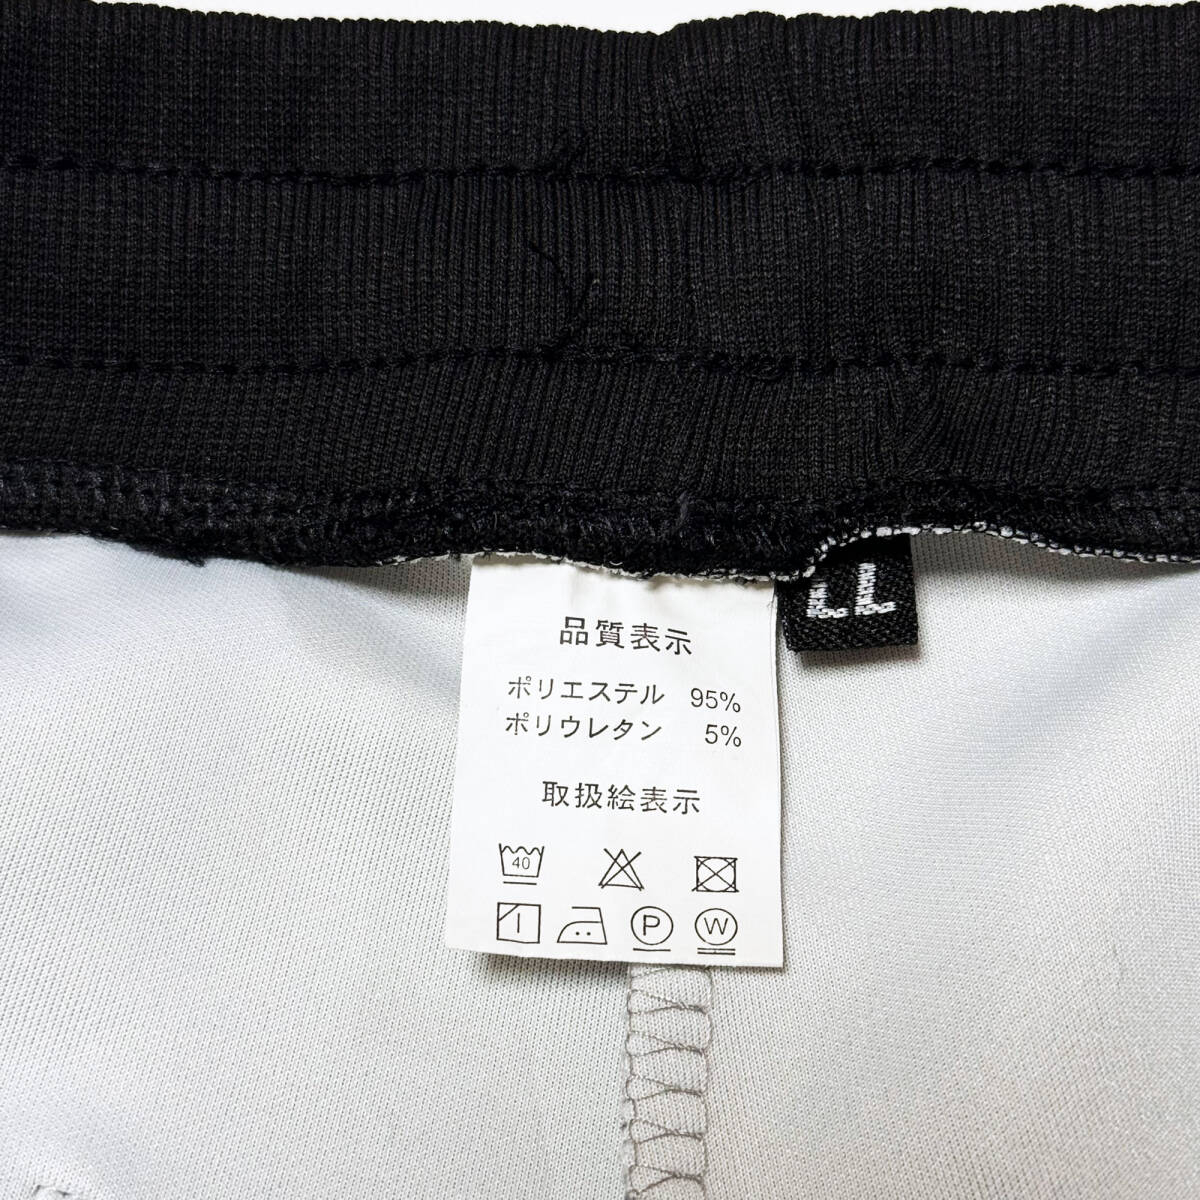 LL
品質表示
ポリエステル 95%
ポリウレタン 5%
取扱絵表示
40
P W